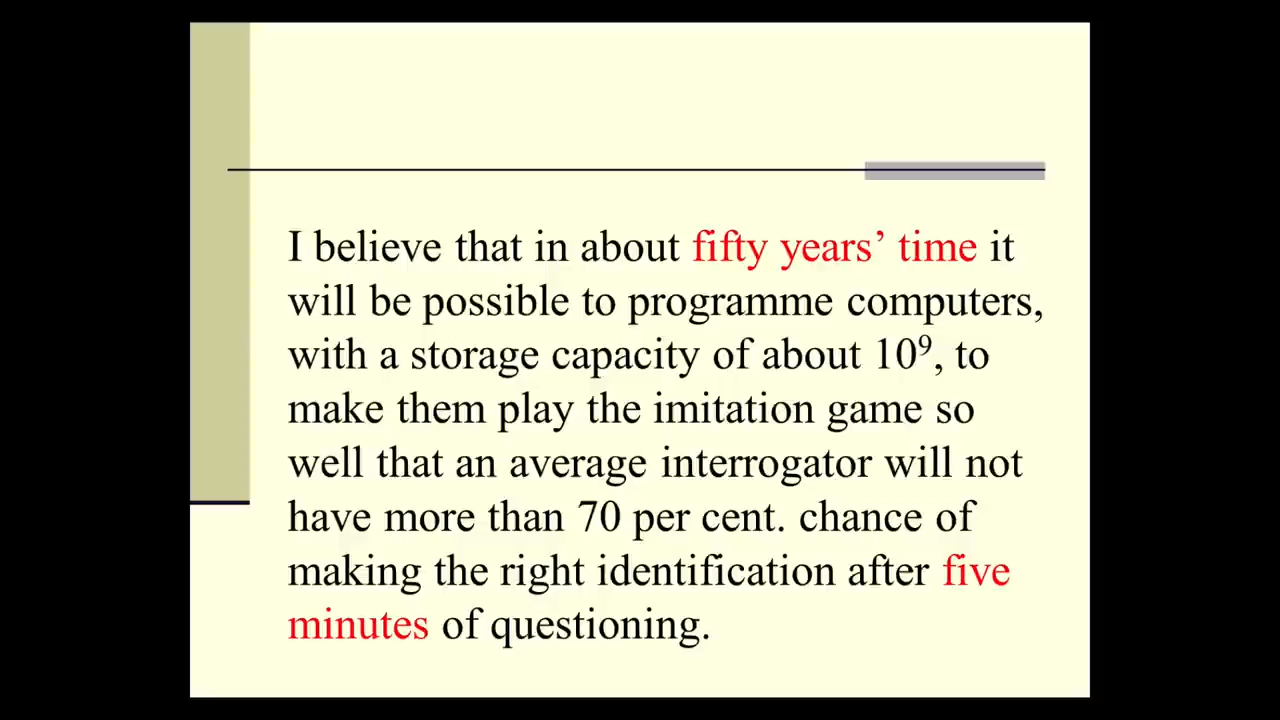 I believe that in about fifty years’ time it
will be possible to programme computers,
with a storage capacity of about 10⁹, to
make them play the imitation game so
well that an average interrogator will not
have more than 70 per cent. chance of
making the right identification after five
minutes of questioning.